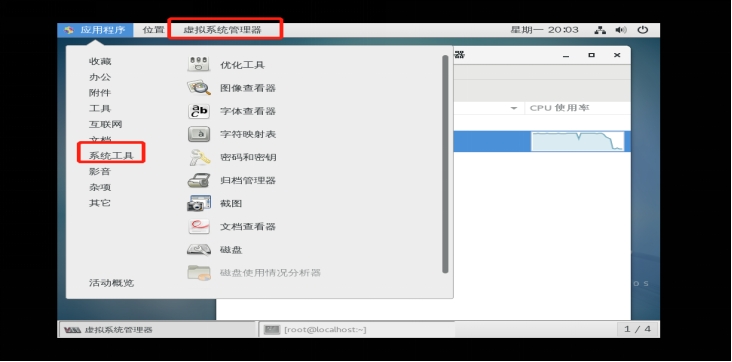 应用程序 位置 虚拟系统管理器 星期一 20:03
器
收藏
办公
附件
工具
互联网
文档
系统工具
影音
杂项
其它
活动概览
优化工具
图像查看器
字体查看器
字符映射表
密码和密钥
归档管理器
截图
文档查看器
磁盘
磁盘使用情况分析器
CPU 使用率
OS
虚拟系统管理器
[root@localhost:~]
1 / 4